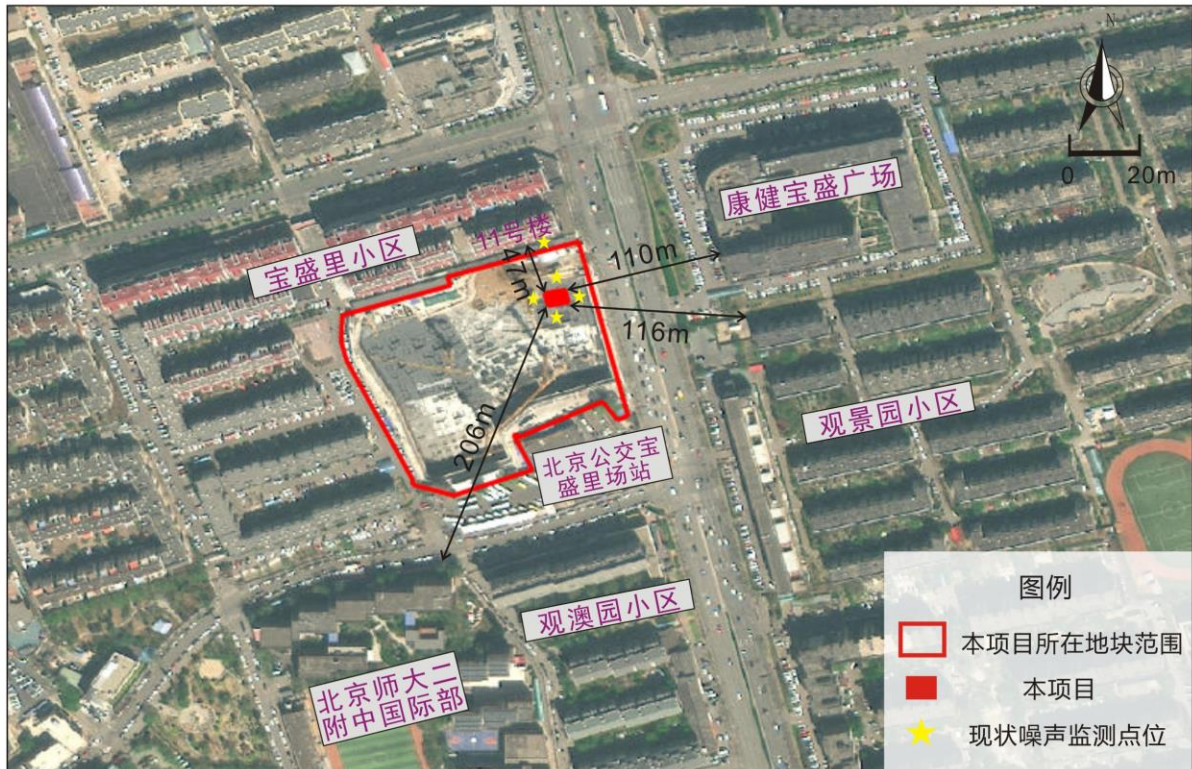 N
0 20m
康健宝盛广场
11号楼
宝盛里小区
47m
110m
116m
206m
观景园小区
北京公交宝
盛里场站
观澳园小区
北京师大二
附中国际部
图例
本项目所在地块范围
本项目
现状噪声监测点位